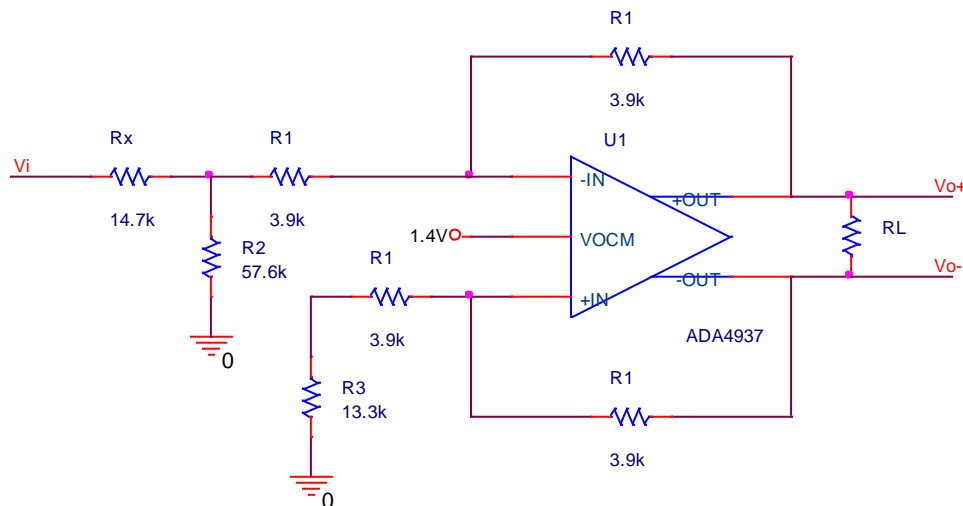 R1
3.9k
Rx
R1
U1
Vi
-IN
+OUT
Vo+
14.7k
3.9k
1.4V
VOCM
RL
R2
57.6k
R1
-OUT
Vo-
+IN
3.9k
ADA4937
0
R3
13.3k
R1
3.9k
0